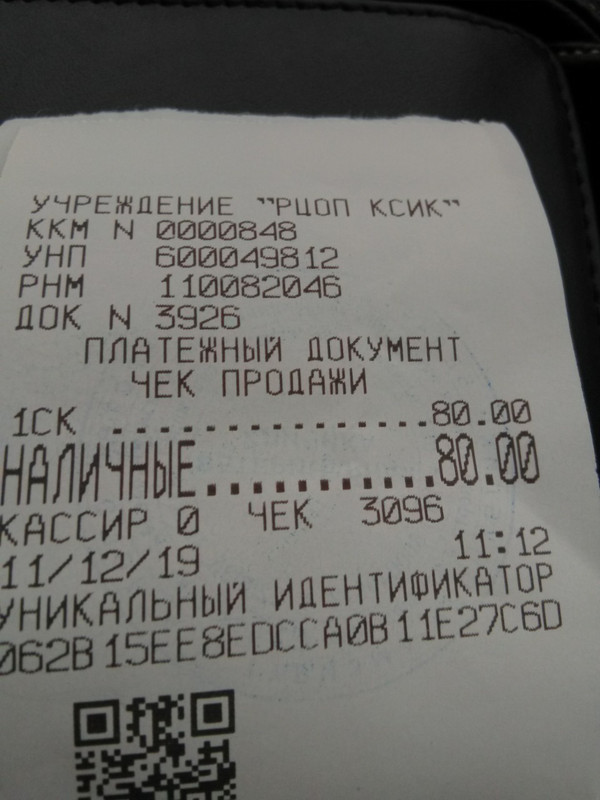 УЧРЕЖДЕНИЕ "РЦОП КСИК"
ККМ N 0000848
УНП 600049812
РНМ 110082046
ДОК N 3926
ПЛАТЕЖНЫЙ ДОКУМЕНТ
ЧЕК ПРОДАЖИ
1СК ................80.00
НАЛИЧНЫЕ...........80.00
КАССИР 0 ЧЕК 3096
11/12/19 11:12
УНИКАЛЬНЫЙ ИДЕНТИФИКАТОР
062B15EE8EDCCA0B11E27C6D